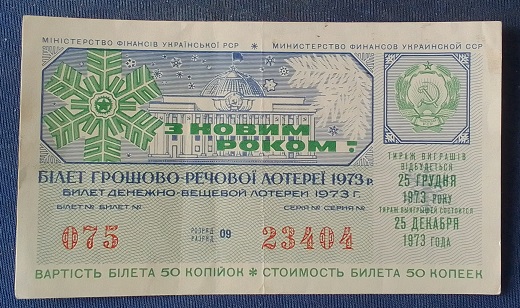 МІНІСТЕРСТВО ФІНАНСІВ УКРАЇНСЬКОЇ РСР * МИНИСТЕРСТВО ФИНАНСОВ УКРАИНСКОЙ ССР
З НОВИМ
РОКОМ!
БІЛЕТ ГРОШОВО-РЕЧОВОЇ ЛОТЕРЕЇ 1973 р.
БИЛЕТ ДЕНЕЖНО-ВЕЩЕВОЙ ЛОТЕРЕИ 1973 г.
БІЛЕТ № БИЛЕТ №
075
РОЗРЯД
РАЗРЯД
09
СЕРІЯ № СЕРИЯ №
23404
ТИРАЖ ВИГРАШІВ
ВІДБУДЕТЬСЯ
25 ГРУДНЯ
1973 РОКУ
ТИРАЖ ВЫИГРЫШЕЙ СОСТОИТСЯ
25 ДЕКАБРЯ
1973 ГОДА
ВАРТІСТЬ БІЛЕТА 50 КОПІЙОК * СТОИМОСТЬ БИЛЕТА 50 КОПЕЕК